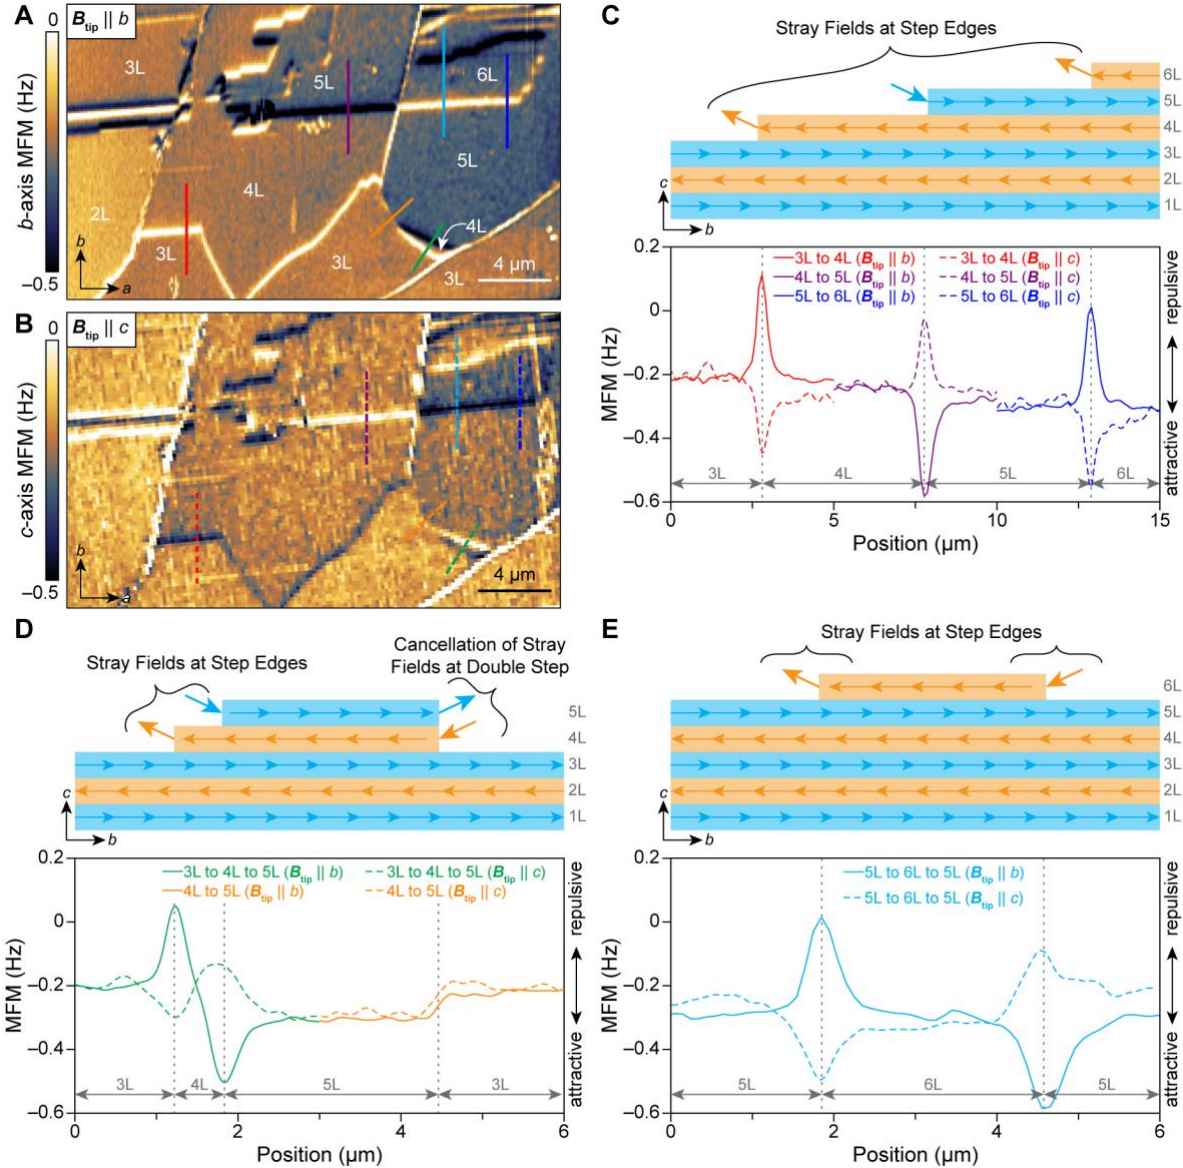 A
B_tip || b
0
b-axis MFM (Hz)
−0.5
3L
5L
6L
5L
4L
2L
3L
3L
4L
3L
b
a
4 μm
B
B_tip || c
0
c-axis MFM (Hz)
−0.5
b
a
4 μm
C
Stray Fields at Step Edges
6L
5L
4L
3L
2L
1L
c
b
3L to 4L (B_tip || b)
3L to 4L (B_tip || c)
4L to 5L (B_tip || b)
4L to 5L (B_tip || c)
5L to 6L (B_tip || b)
5L to 6L (B_tip || c)
0.2
0
−0.2
−0.4
−0.6
MFM (Hz)
3L
4L
5L
6L
0
5
10
15
Position (μm)
repulsive
attractive
D
Stray Fields at Step Edges
Cancellation of Stray
Fields at Double Step
5L
4L
3L
2L
1L
c
b
3L to 4L to 5L (B_tip || b)
3L to 4L to 5L (B_tip || c)
4L to 5L (B_tip || b)
4L to 5L (B_tip || c)
0.2
0
−0.2
−0.4
−0.6
MFM (Hz)
3L
4L
5L
3L
0
2
4
6
Position (μm)
repulsive
attractive
E
Stray Fields at Step Edges
6L
5L
4L
3L
2L
1L
c
b
5L to 6L to 5L (B_tip || b)
5L to 6L to 5L (B_tip || c)
0.2
0
−0.2
−0.4
−0.6
MFM (Hz)
5L
6L
5L
0
2
4
6
Position (μm)
repulsive
attractive